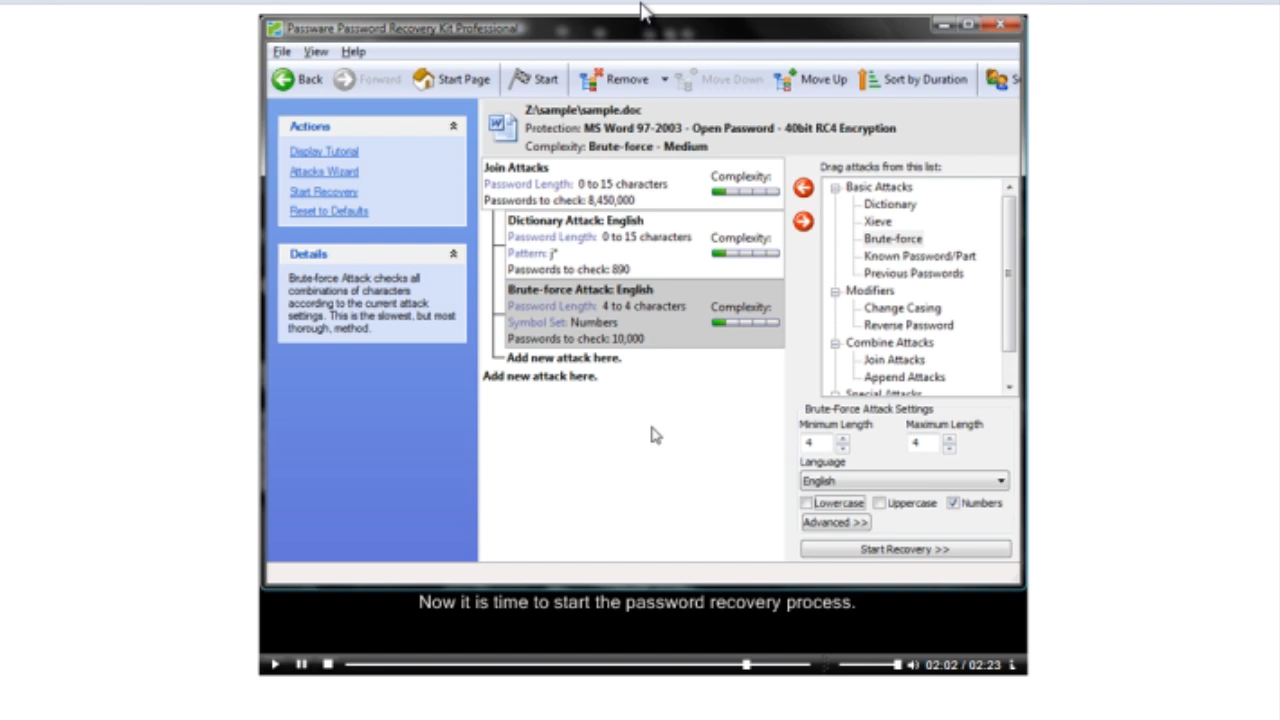 Passware Password Recovery Kit Professional
File View Help
Back Forward Start Page Start Remove Move Down Move Up Sort by Duration
Z:\sample\sample.doc
Protection: MS Word 97-2003 - Open Password - 40bit RC4 Encryption
Complexity: Brute-force - Medium
Actions
Display Tutorial
Attacks Wizard
Start Recovery
Reset to Defaults
Details
Brute-force Attack checks all
combinations of characters
according to the current attack
settings. This is the slowest, but most
thorough, method.
Join Attacks
Password Length: 0 to 15 characters
Passwords to check: 8,450,000
Complexity:
Dictionary Attack: English
Password Length: 0 to 15 characters
Pattern: j*
Passwords to check: 890
Complexity:
Brute-force Attack: English
Password Length: 4 to 4 characters
Symbol Set: Numbers
Passwords to check: 10,000
Complexity:
Add new attack here.
Add new attack here.
Drag attacks from this list:
Basic Attacks
Dictionary
Xieve
Brute-force
Known Password/Part
Previous Passwords
Modifiers
Change Casing
Reverse Password
Combine Attacks
Join Attacks
Append Attacks
Special Attacks
Brute-Force Attack Settings
Minimum Length Maximum Length
4 4
Language
English
Lowercase Uppercase Numbers
Advanced >>
Start Recovery >>
Now it is time to start the password recovery process.
02:02 / 02:23